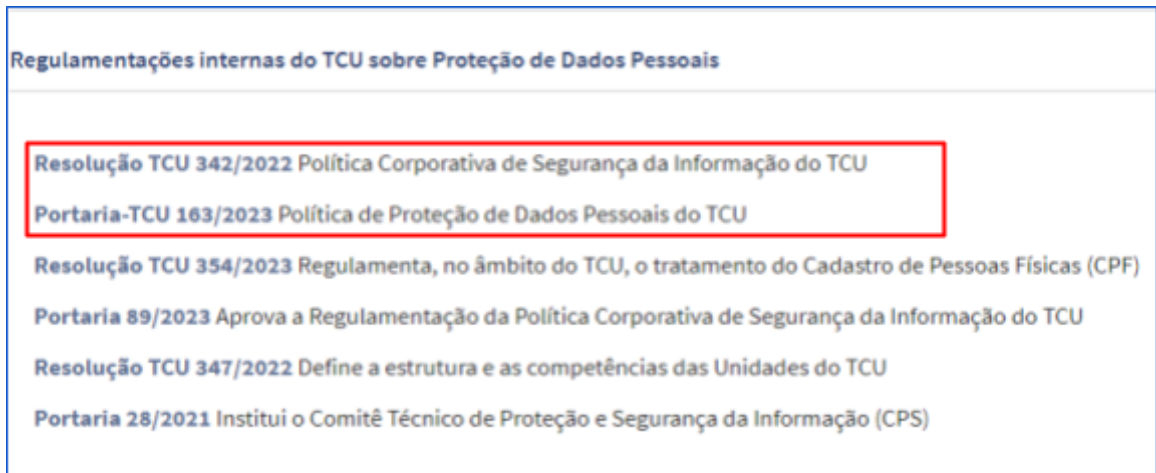 Regulamentações internas do TCU sobre Proteção de Dados Pessoais
Resolução TCU 342/2022 Política Corporativa de Segurança da Informação do TCU
Portaria-TCU 163/2023 Política de Proteção de Dados Pessoais do TCU
Resolução TCU 354/2023 Regulamenta, no âmbito do TCU, o tratamento do Cadastro de Pessoas Físicas (CPF)
Portaria 89/2023 Aprova a Regulamentação da Política Corporativa de Segurança da Informação do TCU
Resolução TCU 347/2022 Define a estrutura e as competências das Unidades do TCU
Portaria 28/2021 Institui o Comitê Técnico de Proteção e Segurança da Informação (CPS)